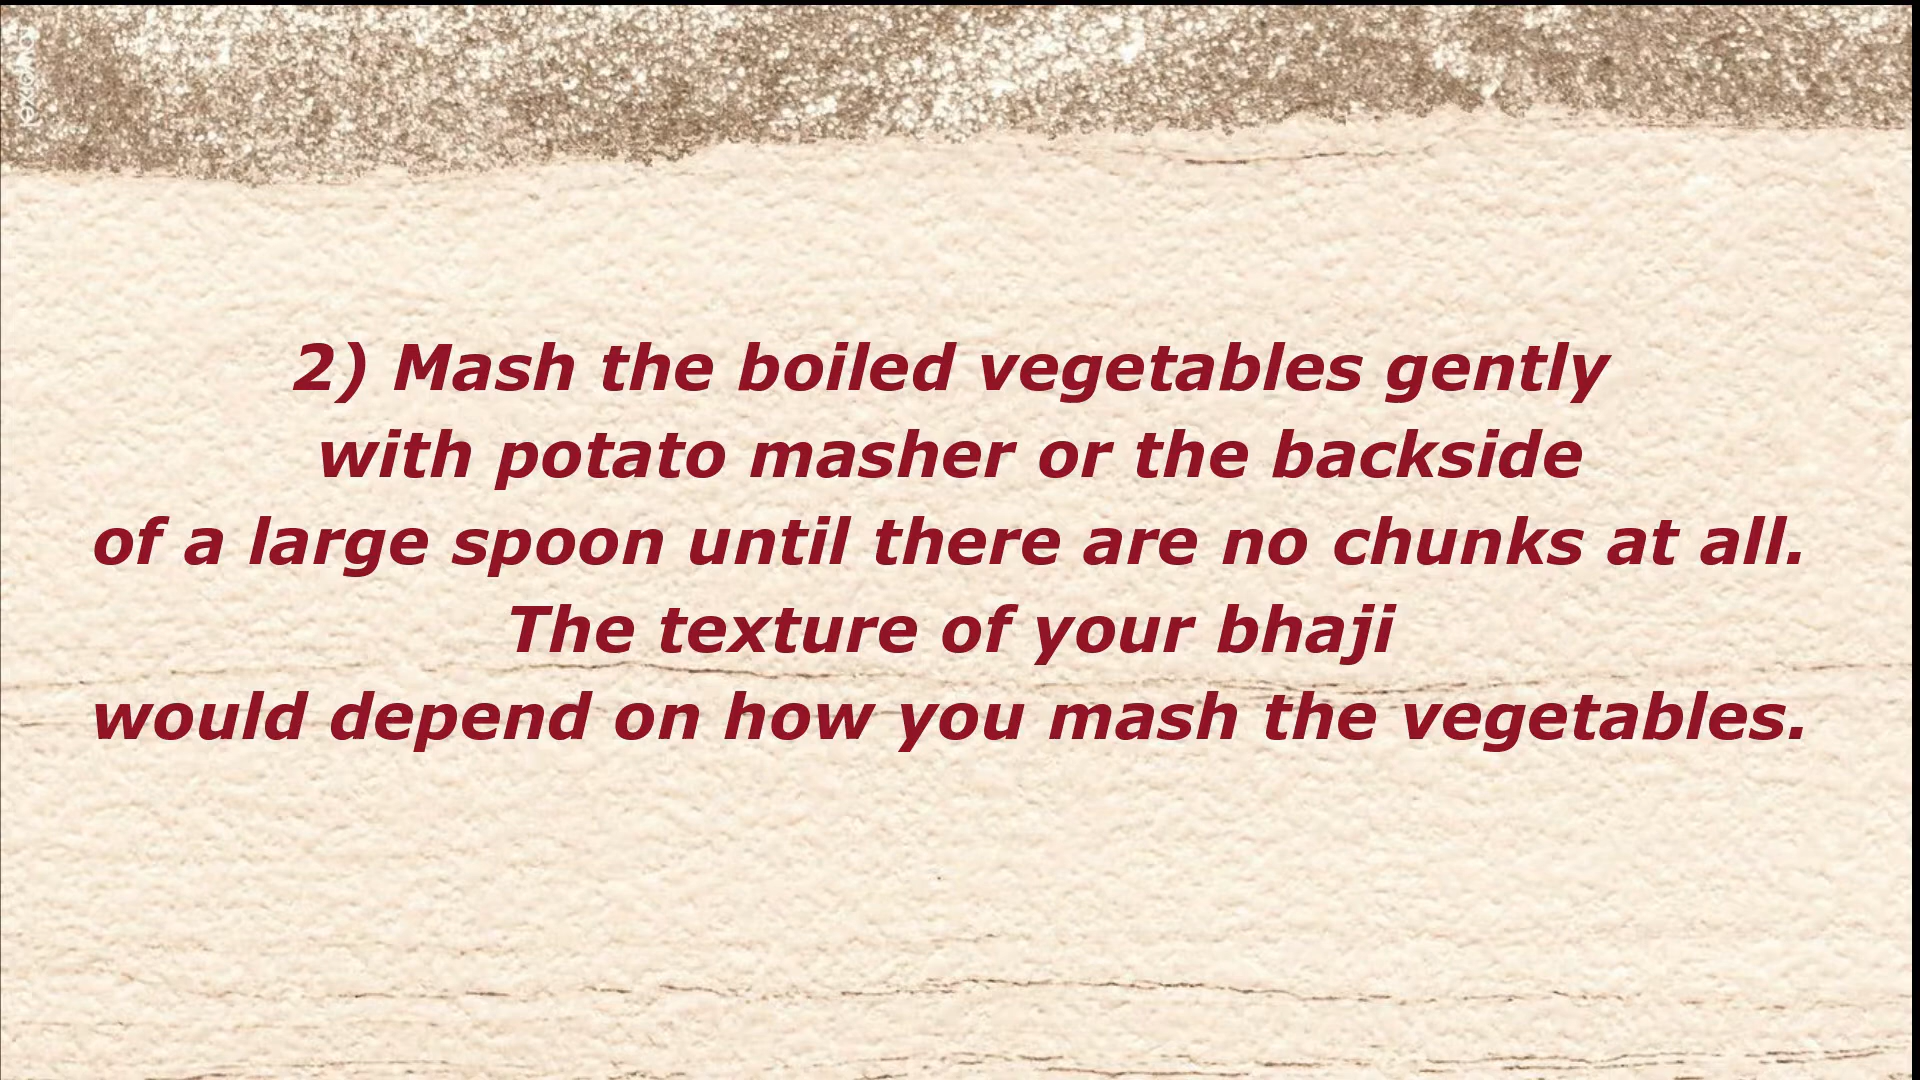 2) Mash the boiled vegetables gently
with potato masher or the backside
of a large spoon until there are no chunks at all.
The texture of your bhaji
would depend on how you mash the vegetables.